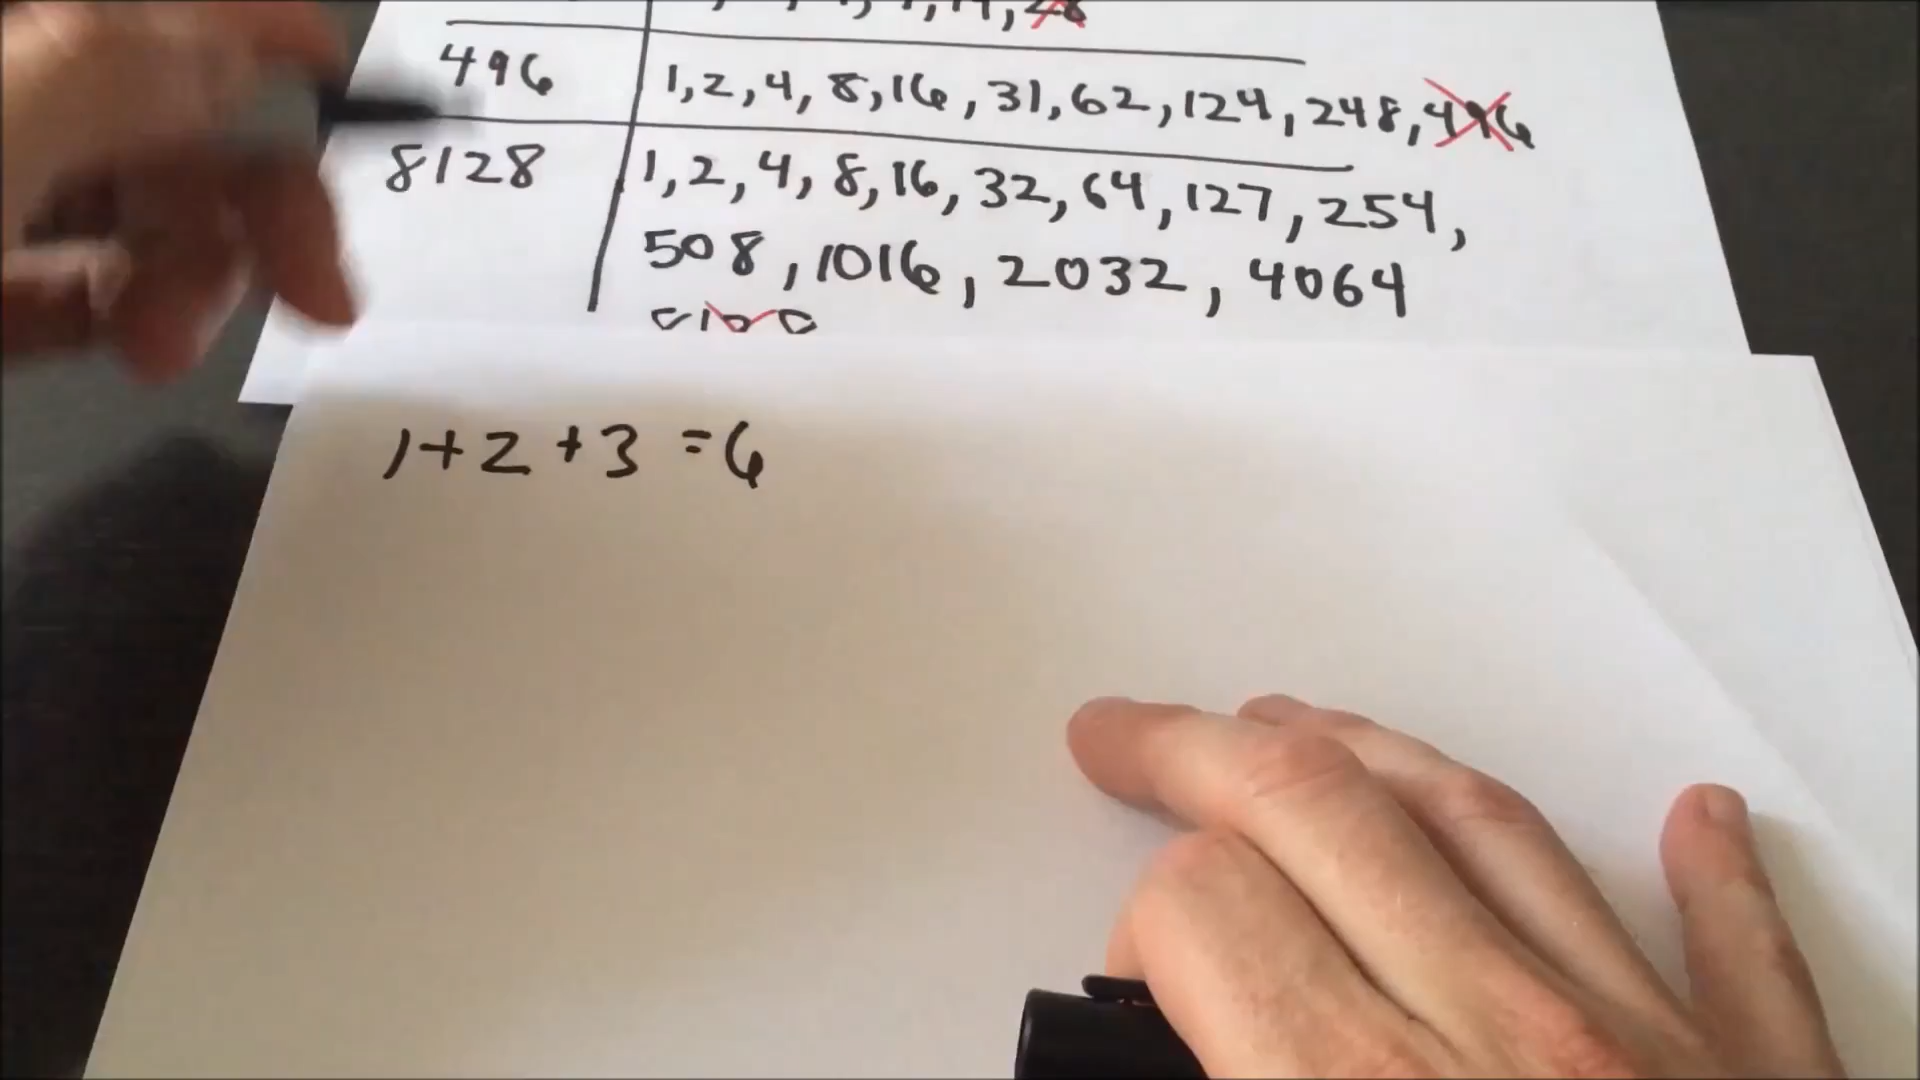 496 1, 2, 4, 8, 16, 31, 62, 124, 248, 496
8128 1, 2, 4, 8, 16, 32, 64, 127, 254,
508, 1016, 2032, 4064
1+2+3=6